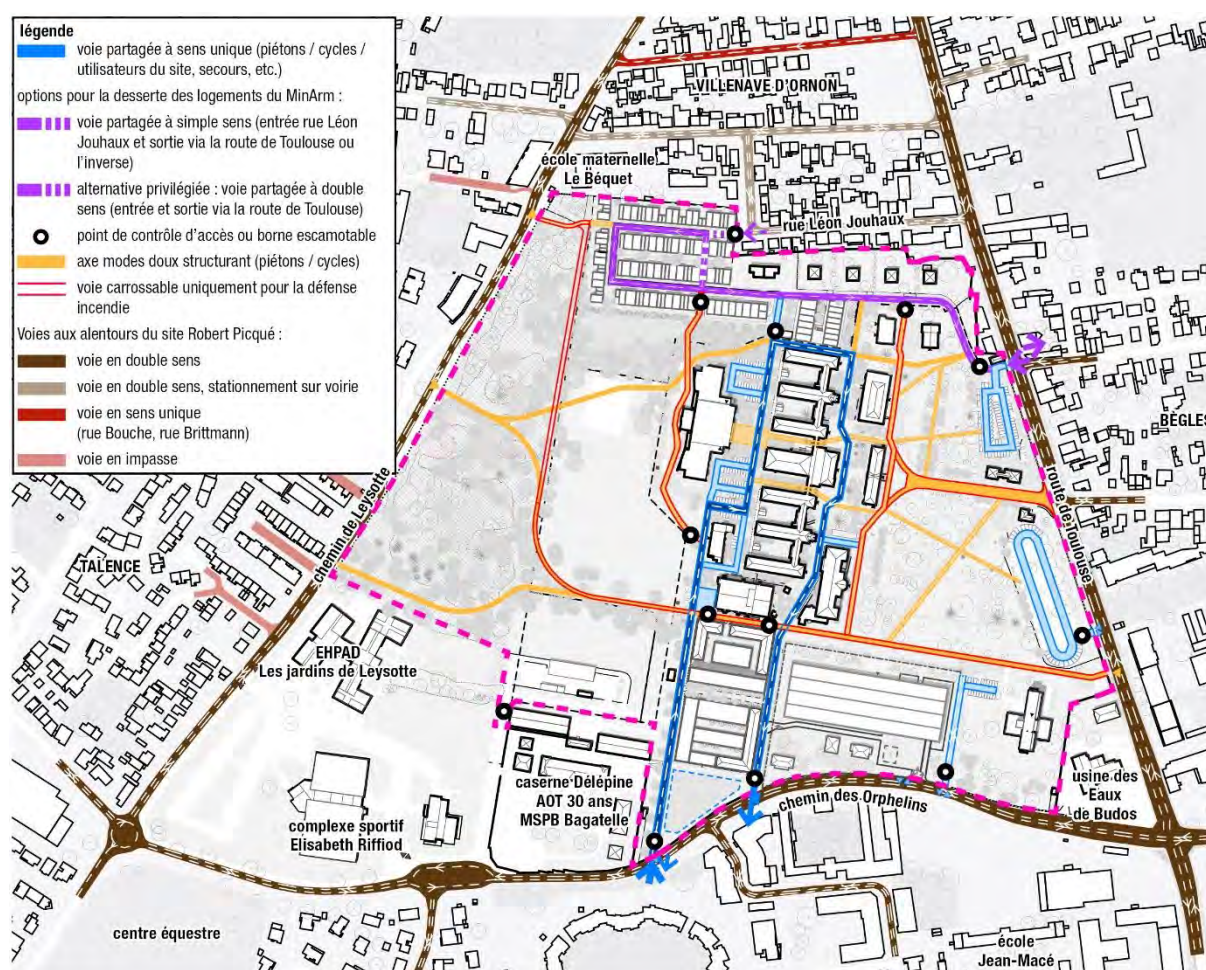 légende
voie partagée à sens unique (piétons / cycles /
utilisateurs du site, secours, etc.)
options pour la desserte des logements du MinArm :
voie partagée à simple sens (entrée rue Léon
Jouhaux et sortie via la route de Toulouse ou
l'inverse)
alternative privilégiée : voie partagée à double
sens (entrée et sortie via la route de Toulouse)
point de contrôle d'accès ou borne escamotable
axe modes doux structurant (piétons / cycles)
voie carrossable uniquement pour la défense
incendie
Voies aux alentours du site Robert Picqué :
voie en double sens
voie en double sens, stationnement sur voirie
voie en sens unique
(rue Bouche, rue Brittmann)
voie en impasse
VILLENAVE D'ORNON
école maternelle
Le Béquet
rue Léon Jouhaux
BÈGLES
route de Toulouse
chemin de Leysotte
TALENCE
EHPAD
Les jardins de Leysotte
caserne Délépine
AOT 30 ans
MSPB Bagatelle
complexe sportif
Elisabeth Riffiod
chemin des Orphelins
usine des
Eaux
de Budos
centre équestre
école
Jean-Macé